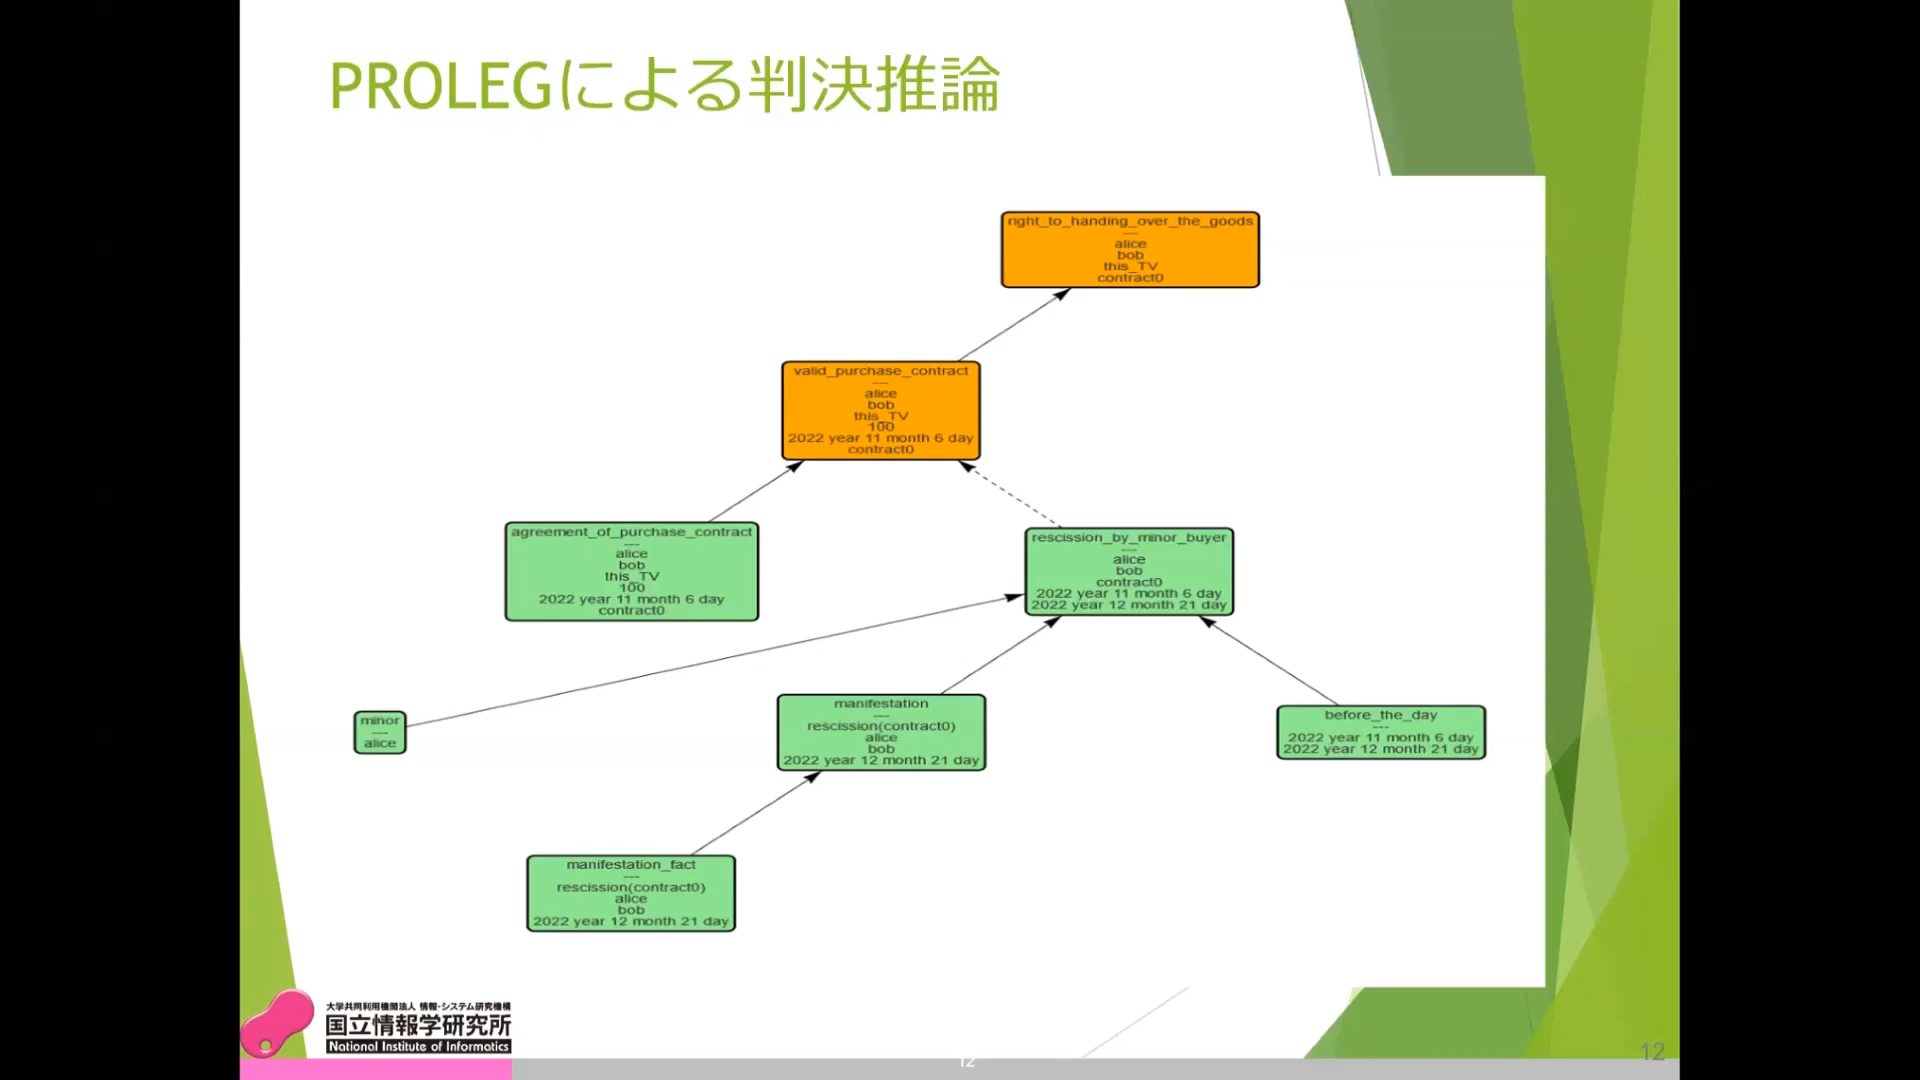 PROLEGによる判決推論
right_to_handing_over_the_goods
---
alice
bob
this_TV
contract0
valid_purchase_contract
---
alice
bob
this_TV
100
2022 year 11 month 6 day
contract0
agreement_of_purchase_contract
---
alice
bob
this_TV
100
2022 year 11 month 6 day
contract0
rescission_by_minor_buyer
---
alice
bob
contract0
2022 year 11 month 6 day
2022 year 12 month 21 day
minor
---
alice
manifestation
---
rescission(contract0)
alice
bob
2022 year 12 month 21 day
before_the_day
---
2022 year 11 month 6 day
2022 year 12 month 21 day
manifestation_fact
---
rescission(contract0)
alice
bob
2022 year 12 month 21 day
大学共同利用機関法人 情報・システム研究機構
国立情報学研究所
National Institute of Informatics
12
12